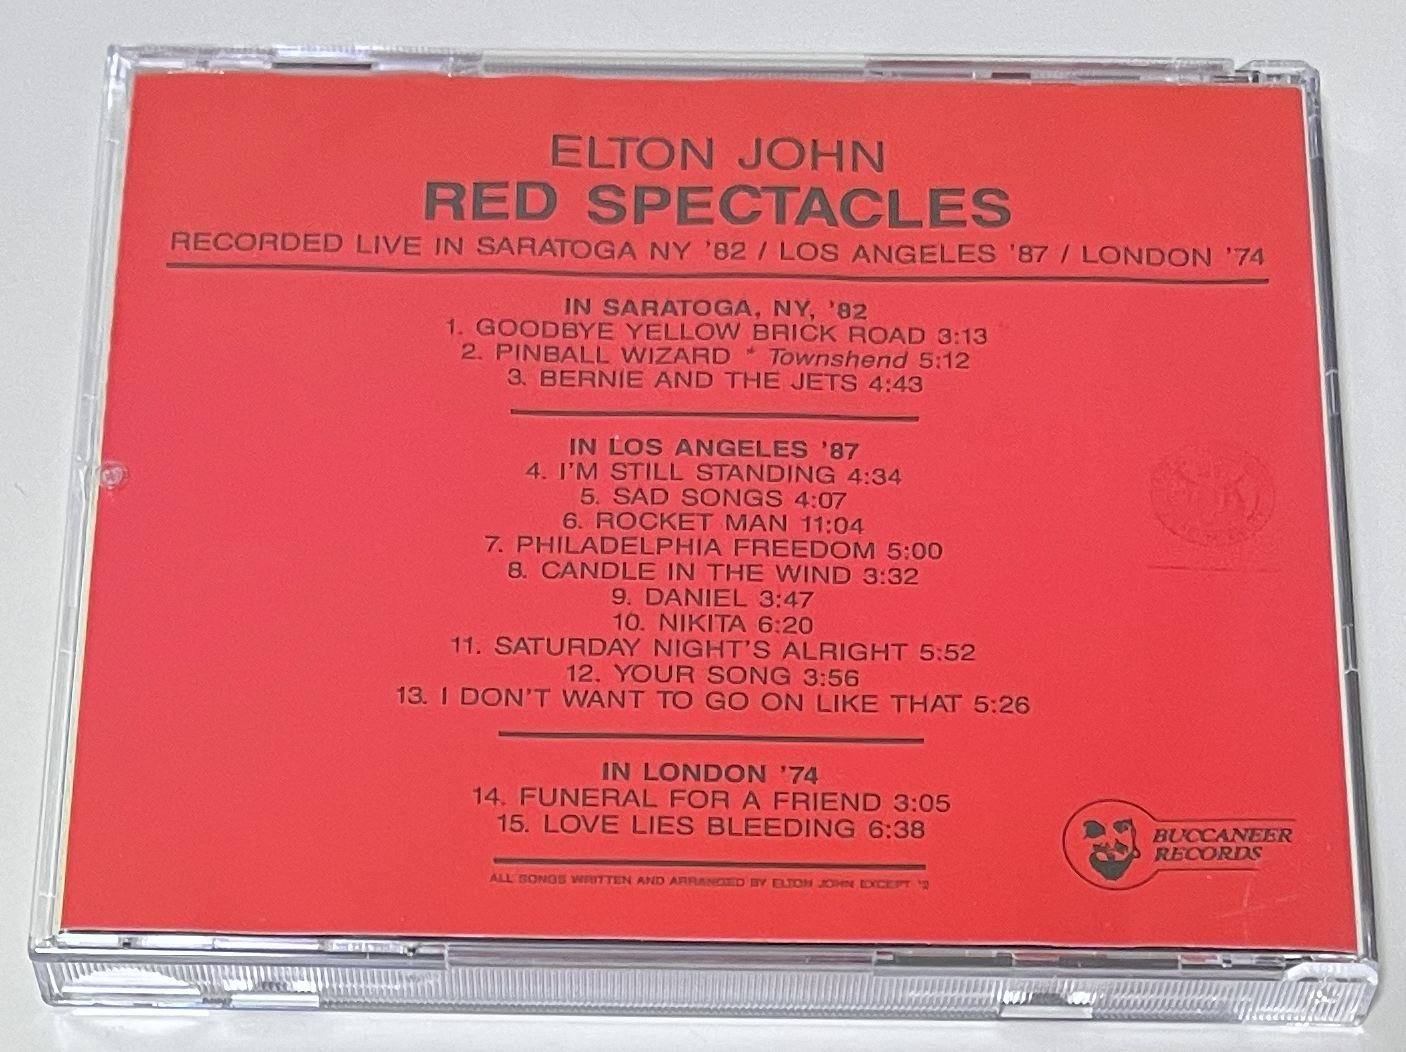 ELTON JOHN
RED SPECTACLES
RECORDED LIVE IN SARATOGA NY '82 / LOS ANGELES '87 / LONDON '74
IN SARATOGA, NY, '82
1. GOODBYE YELLOW BRICK ROAD 3:13
2. PINBALL WIZARD * Townshend 5:12
3. BERNIE AND THE JETS 4:43
IN LOS ANGELES '87
4. I'M STILL STANDING 4:34
5. SAD SONGS 4:07
6. ROCKET MAN 11:04
7. PHILADELPHIA FREEDOM 5:00
8. CANDLE IN THE WIND 3:32
9. DANIEL 3:47
10. NIKITA 6:20
11. SATURDAY NIGHT'S ALRIGHT 5:52
12. YOUR SONG 3:56
13. I DON'T WANT TO GO ON LIKE THAT 5:26
IN LONDON '74
14. FUNERAL FOR A FRIEND 3:05
15. LOVE LIES BLEEDING 6:38
ALL SONGS WRITTEN AND ARRANGED BY ELTON JOHN EXCEPT
BUCCANEER
RECORDS